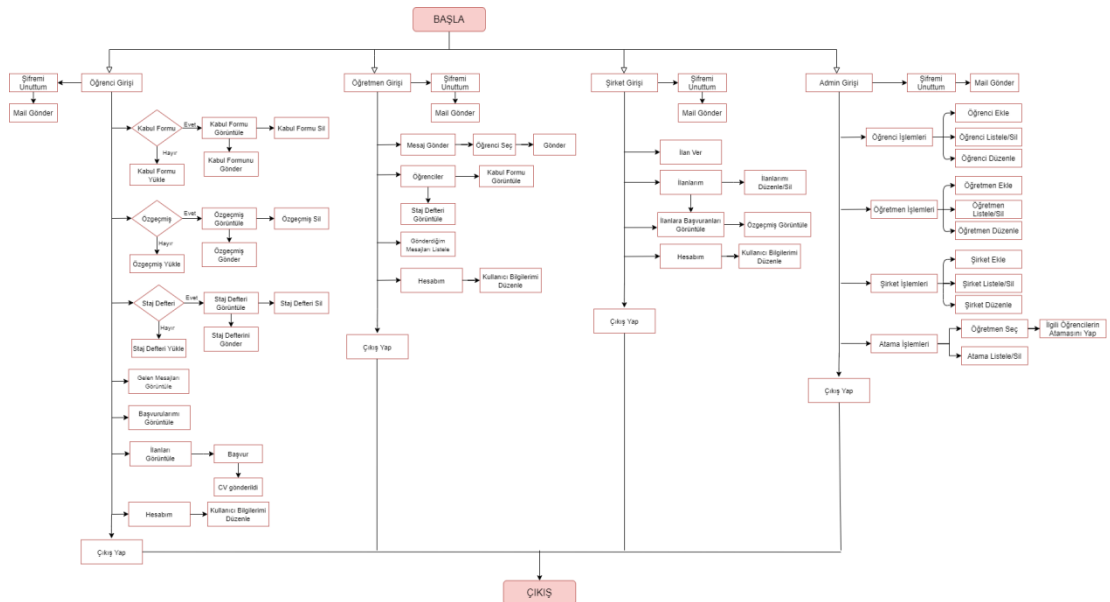 BAŞLA
Şifremi
Unuttum
Mail Gönder
Öğrenci Girişi
Kabul Formu
Evet
Hayır
Kabul Formu
Görüntüle
Kabul Formu Sil
Kabul Formunu
Gönder
Kabul Formu
Yükle
Özgeçmiş
Evet
Hayır
Özgeçmiş
Görüntüle
Özgeçmiş Sil
Özgeçmiş
Gönder
Özgeçmiş Yükle
Staj Defteri
Evet
Hayır
Staj Defteri
Görüntüle
Staj Defteri Sil
Staj Defterini
Gönder
Staj Defteri Yükle
Gelen Mesajları
Görüntüle
Başvurularımı
Görüntüle
İlanları
Görüntüle
Başvur
CV gönderildi
Hesabım
Kullanıcı Bilgilerimi
Düzenle
Çıkış Yap
Öğretmen Girişi
Şifremi
Unuttum
Mail Gönder
Mesaj Gönder
Öğrenci Seç
Gönder
Öğrenciler
Kabul Formu
Görüntüle
Staj Defteri
Görüntüle
Gönderdiğim
Mesajları Listele
Hesabım
Kullanıcı Bilgilerimi
Düzenle
Çıkış Yap
Şirket Girişi
Şifremi
Unuttum
Mail Gönder
İlan Ver
İlanlarım
İlanlarımı
Düzenle/Sil
İlanlara Başvuranları
Görüntüle
Özgeçmiş Görüntüle
Hesabım
Kullanıcı Bilgilerimi
Düzenle
Çıkış Yap
Admin Girişi
Şifremi
Unuttum
Mail Gönder
Öğrenci İşlemleri
Öğrenci Ekle
Öğrenci Listele/Sil
Öğrenci Düzenle
Öğretmen İşlemleri
Öğretmen Ekle
Öğretmen
Listele/Sil
Öğretmen Düzenle
Şirket İşlemleri
Şirket Ekle
Şirket Listele/Sil
Şirket Düzenle
Atama İşlemleri
Öğretmen Seç
İlgili Öğrencilerin
Atamasını Yap
Atama Listele/Sil
Çıkış Yap
ÇIKIŞ